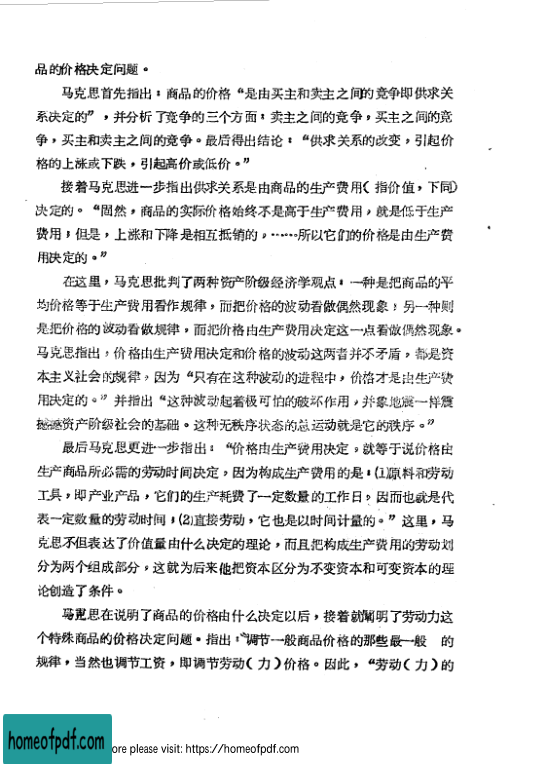 品的价格决定问题。
马克思首先指出：商品的价格“是由买主和卖主之间的竞争即供求关
系决定的”，并分析了竞争的三个方面：卖主之间的竞争，买主之间的竞
争，买主和卖主之间的竞争。最后得出结论：“供求关系的改变，引起价
格的上涨或下跌，引起高价或低价。”
接着马克思进一步指出供求关系是由商品的生产费用（指价值，下同）
决定的。“固然，商品的实际价格始终不是高于生产费用，就是低于生产
费用；但是，上涨和下降是相互抵销的，……所以它们的价格是由生产费
用决定的。”
在这里，马克思批判了两种资产阶级经济学观点：一种是把商品的平
均价格等于生产费用看作规律，而把价格的波动看做偶然现象；另一种则
是把价格的波动看做规律，而把价格由生产费用决定这一点看做偶然现象。
马克思指出，价格由生产费用决定和价格的波动这两者并不矛盾，都是资
本主义社会的规律，因为“只有在这种波动的进程中，价格才是由生产费
用决定的。”并指出“这种波动起着极可怕的破坏作用，并象地震一样震
撼资产阶级社会的基础。这种无秩序状态的总运动就是它的秩序。”
最后马克思更进一步指出：“价格由生产费用决定，就等于说价格由
生产商品所必需的劳动时间决定，因为构成生产费用的是：(1)原料和劳动
工具，即产业产品，它们的生产耗费了一定数量的工作日，因而也就是代
表一定数量的劳动时间；(2)直接劳动，它也是以时间计量的。”这里，马
克思不但表达了价值量由什么决定的理论，而且把构成生产费用的劳动划
分为两个组成部分，这就为后来他把资本区分为不变资本和可变资本的理
论创造了条件。
马克思在说明了商品的价格由什么决定以后，接着就阐明了劳动力这
个特殊商品的价格决定问题。指出：“调节一般商品价格的那些最一般 的
规律，当然也调节工资，即调节劳动（力）价格。因此，“劳动（力）的
homeofpdf.com
ore please visit: https://homeofpdf.com